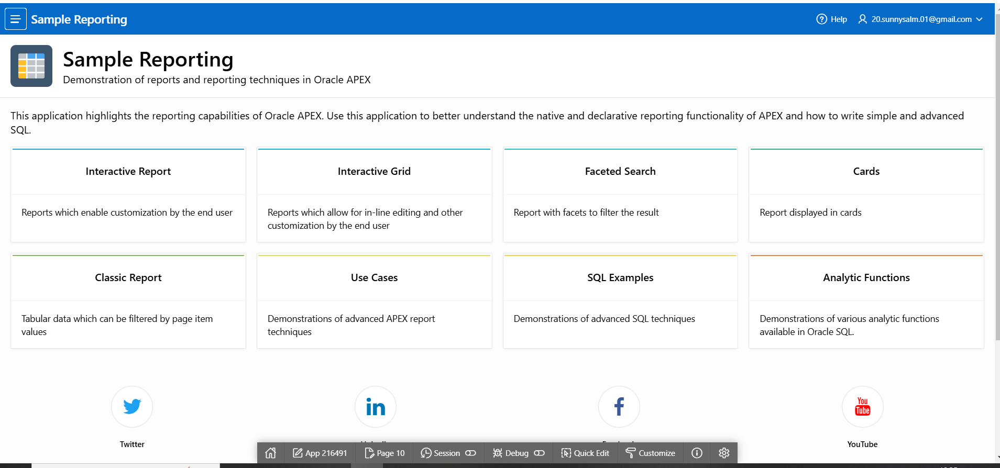 Sample Reporting
Help
20.sunnysalm.01@gmail.com
Sample Reporting
Demonstration of reports and reporting techniques in Oracle APEX
This application highlights the reporting capabilities of Oracle APEX. Use this application to better understand the native and declarative reporting functionality of APEX and how to write simple and advanced
SQL.
Interactive Report
Interactive Grid
Faceted Search
Cards
Reports which enable customization by the end user
Reports which allow for in-line editing and other
customization by the end user
Report with facets to filter the result
Report displayed in cards
Classic Report
Use Cases
SQL Examples
Analytic Functions
Tabular data which can be filtered by page item
values
Demonstrations of advanced APEX report
techniques
Demonstrations of advanced SQL techniques
Demonstrations of various analytic functions
available in Oracle SQL.
in
f
You
Tube
Twitter
YouTube
App 216491
Page 10
Session
Debug
Quick Edit
Customize